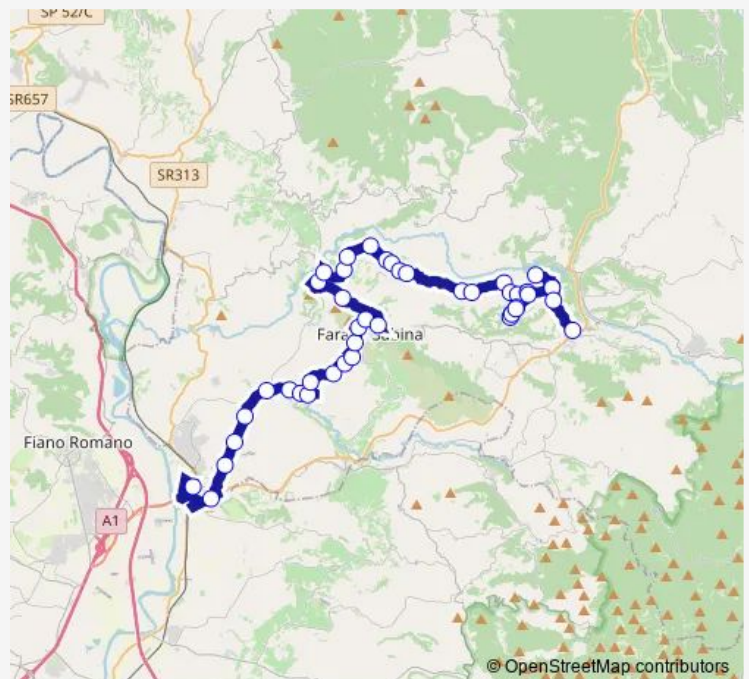 SP 52/C
SR657
SR313
Fara Sabina
Fiano Romano
A1
© OpenStreetMap contributors